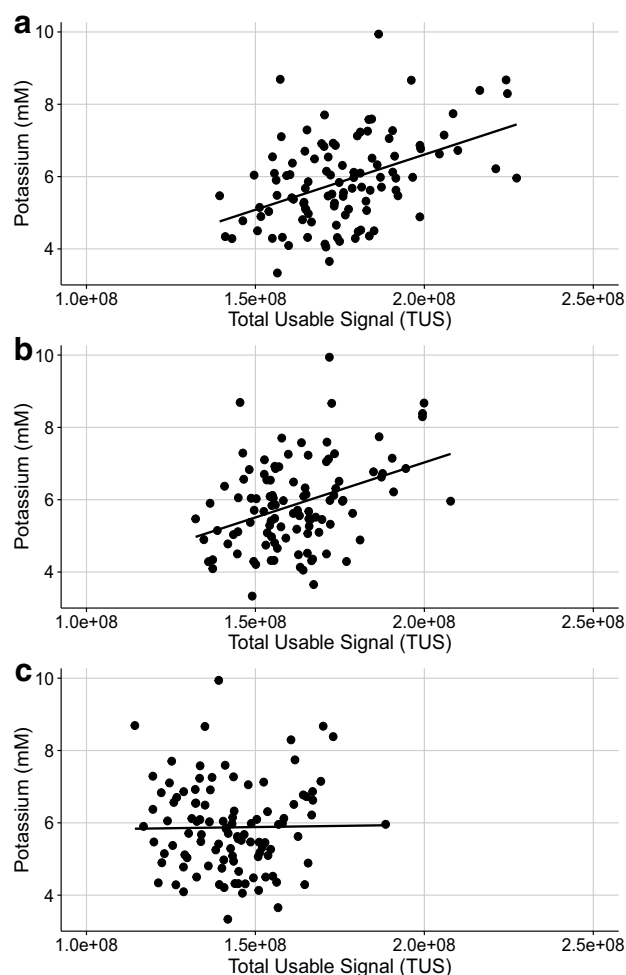 a
Potassium (mM)
10
8
6
4
1.0e+08 1.5e+08 2.0e+08 2.5e+08
Total Usable Signal (TUS)
b
Potassium (mM)
10
8
6
4
1.0e+08 1.5e+08 2.0e+08 2.5e+08
Total Usable Signal (TUS)
c
Potassium (mM)
10
8
6
4
1.0e+08 1.5e+08 2.0e+08 2.5e+08
Total Usable Signal (TUS)